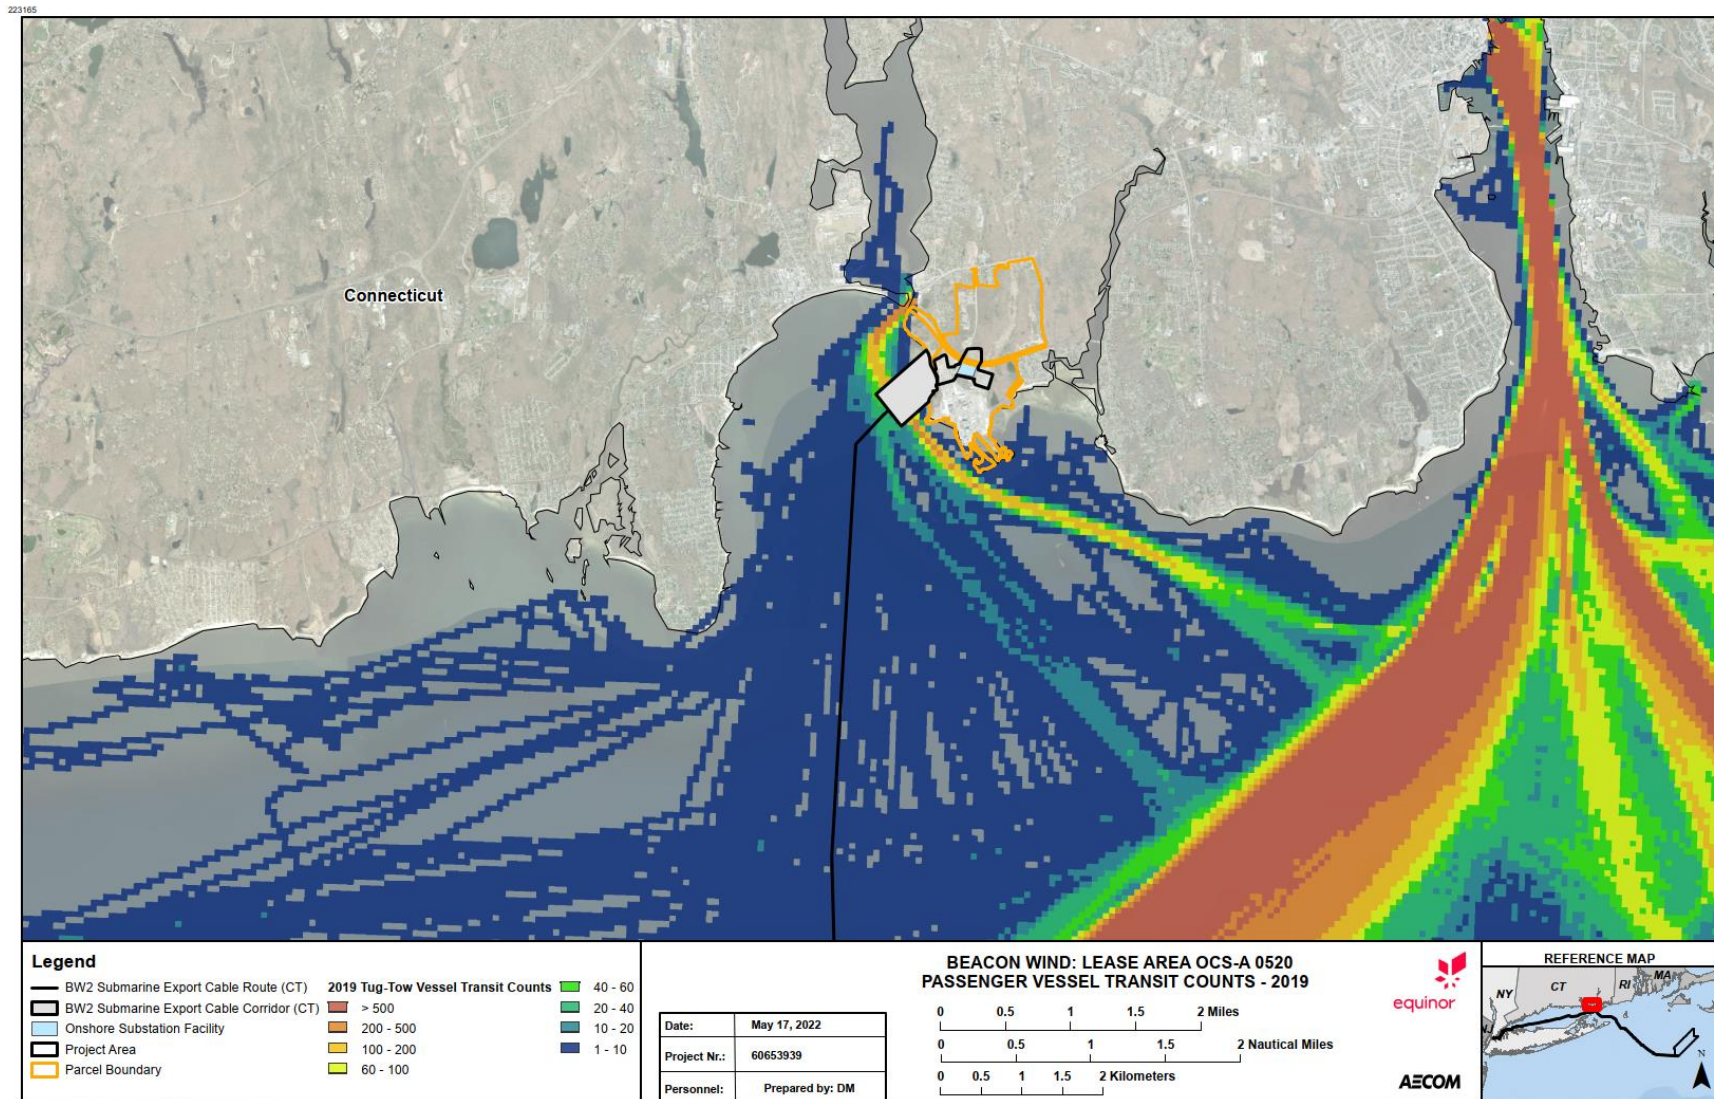 223165
Connecticut
Legend
BW2 Submarine Export Cable Route (CT)
BW2 Submarine Export Cable Corridor (CT)
Onshore Substation Facility
Project Area
Parcel Boundary
2019 Tug-Tow Vessel Transit Counts
> 500
200 - 500
100 - 200
60 - 100
40 - 60
20 - 40
10 - 20
1 - 10
Date: May 17, 2022
Project Nr.: 60653939
Personnel: Prepared by: DM
BEACON WIND: LEASE AREA OCS-A 0520
PASSENGER VESSEL TRANSIT COUNTS - 2019
0 0.5 1 1.5 2 Miles
0 0.5 1 1.5 2 Nautical Miles
0 0.5 1 1.5 2 Kilometers
equinor
AECOM
REFERENCE MAP
NY CT RI MA
NJ
N